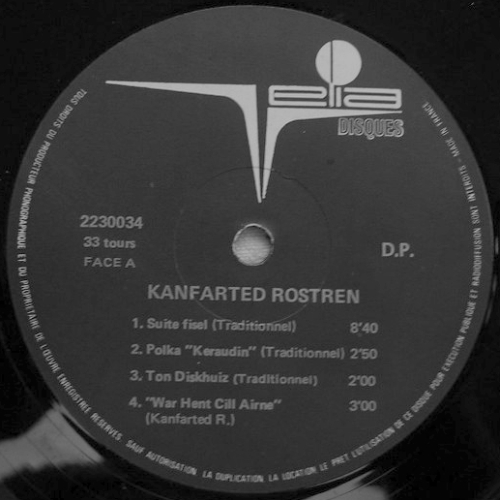 Telia
DISQUES
2230034
33 tours
FACE A
D.P.
KANFARTED ROSTREN
1. Suite fisel (Traditionnel) 8'40
2. Polka "Keraudin" (Traditionnel) 2'50
3. Ton Diskhuiz (Traditionnel) 2'00
4. "War Hent Cill Airne" 3'00
(Kanfarted R.)
TOUS DROITS DU PRODUCTEUR PHONOGRAPHIQUE ET DU PROPRIETAIRE DE L'ŒUVRE ENREGISTREE RESERVES. SAUF AUTORISATION LA DUPLICATION LA LOCATION LE PRET L'UTILISATION DE CE DISQUE POUR EXECUTION PUBLIQUE ET RADIODIFFUSION SONT INTERDITS - MADE IN FRANCE